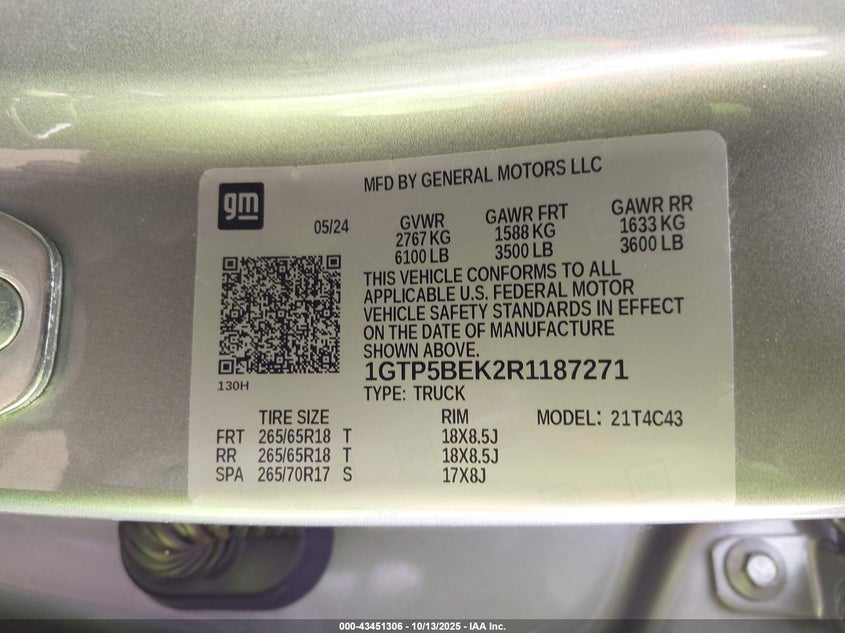 gm
MFD BY GENERAL MOTORS LLC
05/24
GVWR GAWR FRT GAWR RR
2767 KG 1588 KG 1633 KG
6100 LB 3500 LB 3600 LB
THIS VEHICLE CONFORMS TO ALL
APPLICABLE U.S. FEDERAL MOTOR
VEHICLE SAFETY STANDARDS IN EFFECT
ON THE DATE OF MANUFACTURE
SHOWN ABOVE.
130H
1GTP5BEK2R1187271
TYPE: TRUCK
TIRE SIZE RIM MODEL: 21T4C43
FRT 265/65R18 T 18X8.5J
RR 265/65R18 T 18X8.5J
SPA 265/70R17 S 17X8J
000-43451306 - 10/13/2025 - IAA Inc.